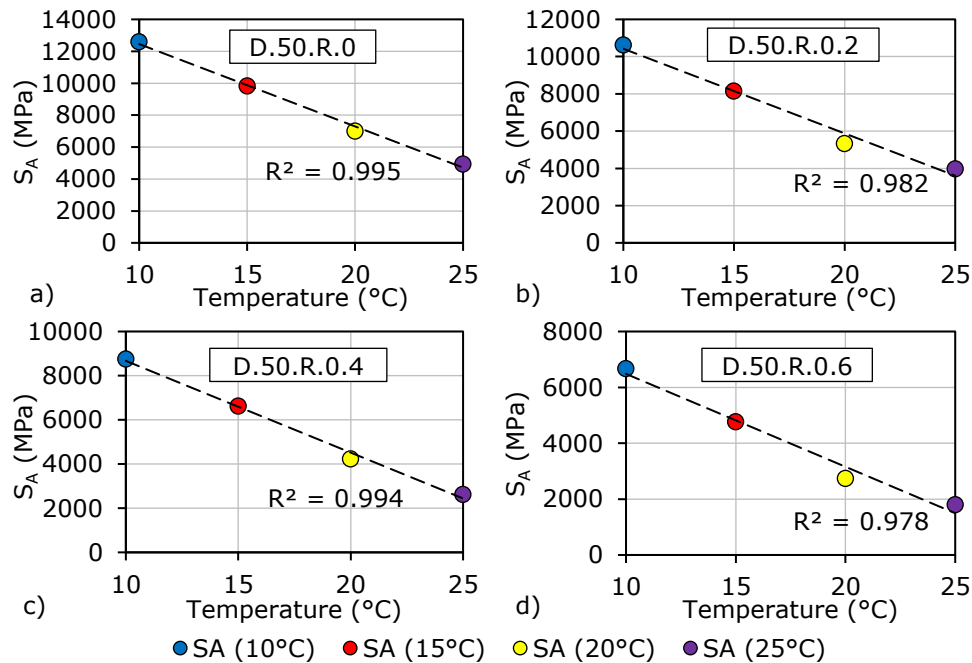 14000
12000
10000
8000
6000
4000
2000
0
S_A (MPa)
D.50.R.0
R² = 0.995
10 15 20 25
Temperature (°C)
a)
12000
10000
8000
6000
4000
2000
0
S_A (MPa)
D.50.R.0.2
R² = 0.982
10 15 20 25
Temperature (°C)
b)
10000
8000
6000
4000
2000
0
S_A (MPa)
D.50.R.0.4
R² = 0.994
10 15 20 25
Temperature (°C)
c)
8000
6000
4000
2000
0
S_A (MPa)
D.50.R.0.6
R² = 0.978
10 15 20 25
Temperature (°C)
d)
SA (10°C) SA (15°C) SA (20°C) SA (25°C)